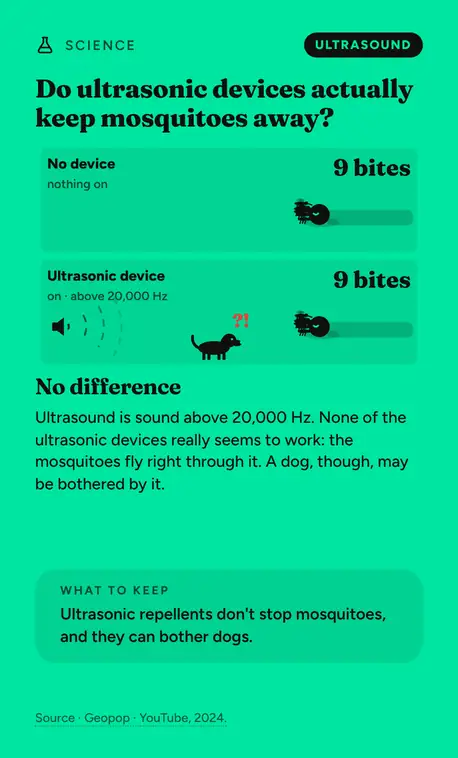 SCIENCE
ULTRASOUND
Do ultrasonic devices actually
keep mosquitoes away?
No device
9 bites
nothing on
Ultrasonic device
9 bites
on · above 20,000 Hz
?!
No difference
Ultrasound is sound above 20,000 Hz. None of the
ultrasonic devices really seems to work: the
mosquitoes fly right through it. A dog, though, may
be bothered by it.
WHAT TO KEEP
Ultrasonic repellents don't stop mosquitoes,
and they can bother dogs.
Source · Geopop · YouTube, 2024.